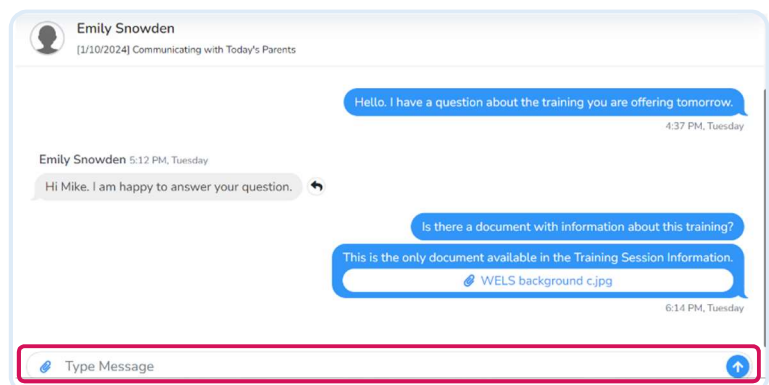 Emily Snowden
[1/10/2024] Communicating with Today's Parents
Hello. I have a question about the training you are offering tomorrow.
4:37 PM, Tuesday
Emily Snowden 5:12 PM, Tuesday
Hi Mike. I am happy to answer your question.
Is there a document with information about this training?
This is the only document available in the Training Session Information.
WELS background c.jpg
6:14 PM, Tuesday
Type Message